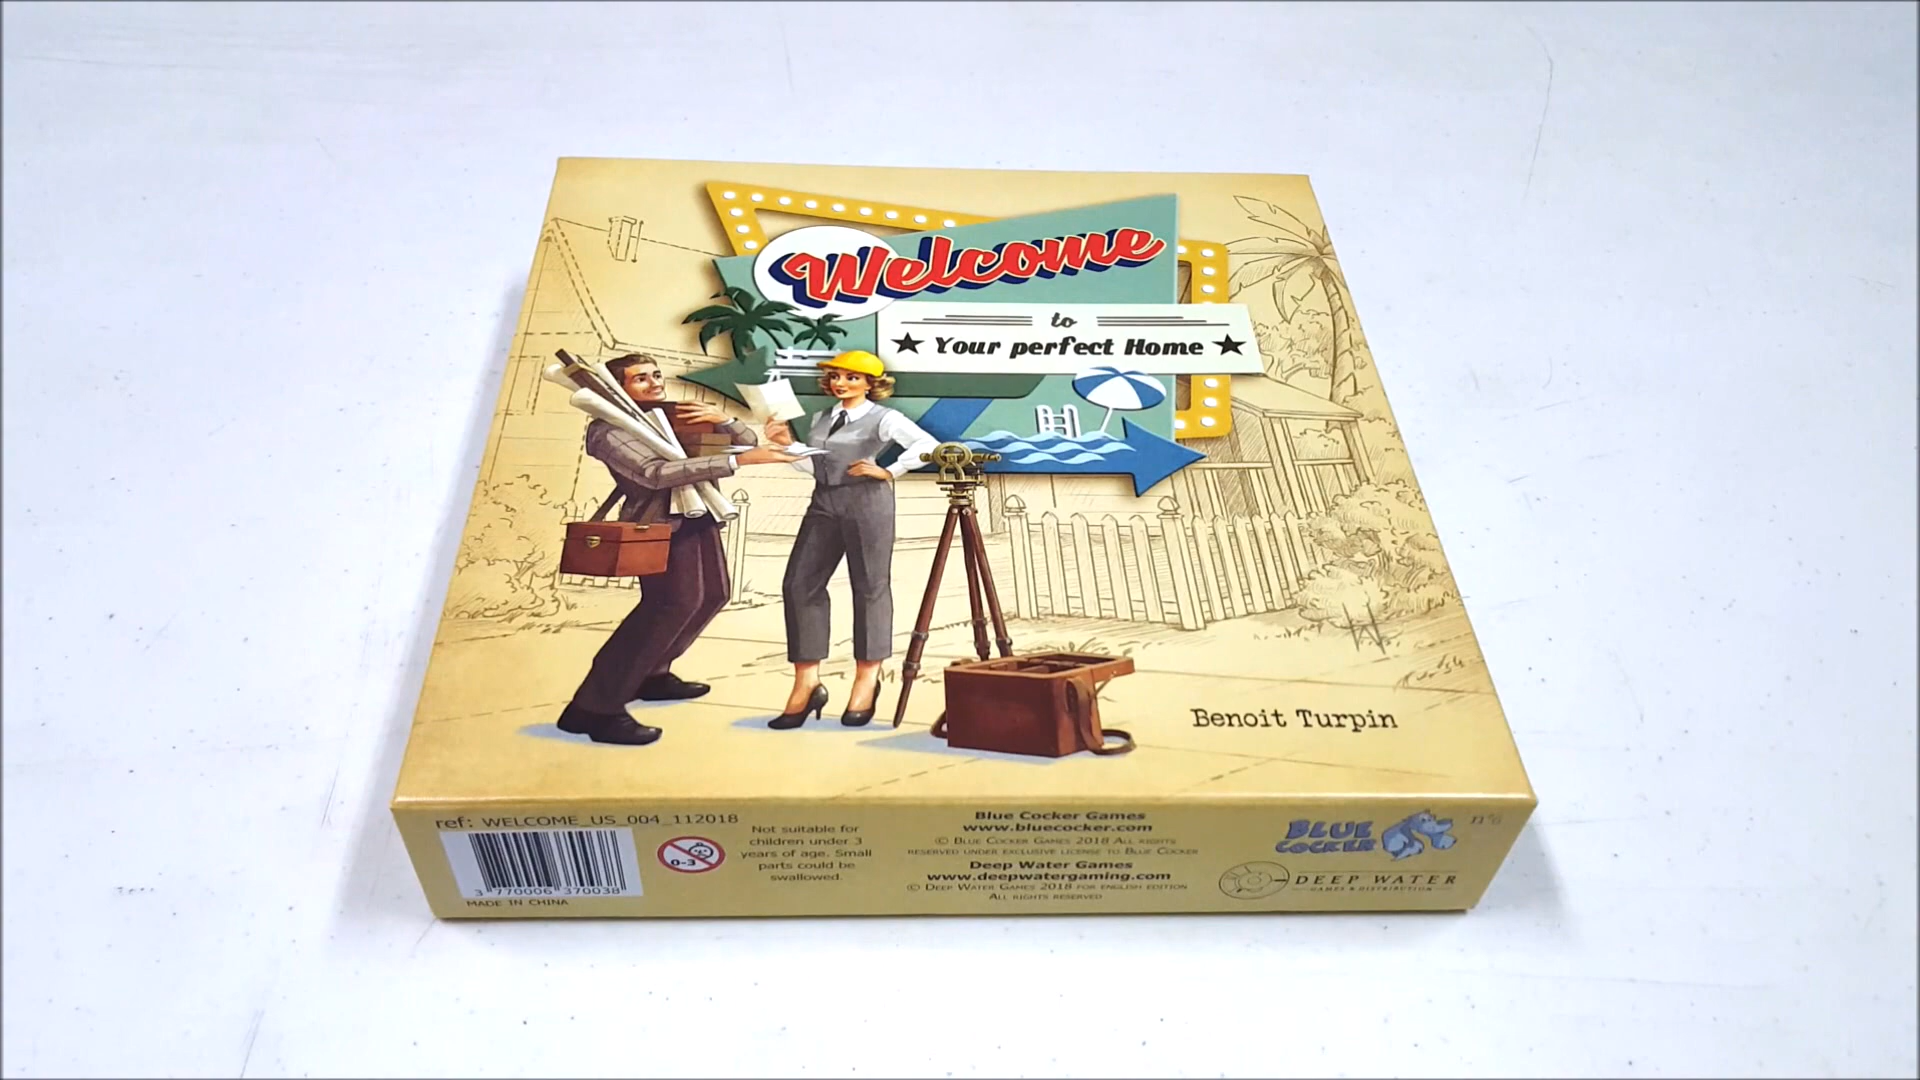 Welcome
to
Your perfect Home
Benoit Turpin
ref: WELCOME_US_004_112018
3 770006 370038
MADE IN CHINA
0-3
Not suitable for
children under 3
years of age. Small
parts could be
swallowed.
Blue Cocker Games
www.bluecocker.com
© Blue Cocker Games 2018 All rights
reserved under exclusive license to Blue Cocker
Deep Water Games
www.deepwatergaming.com
© Deep Water Games 2018 for english edition
All rights reserved
BLUE
COCKER
DEEP WATER
GAMES & DISTRIBUTION